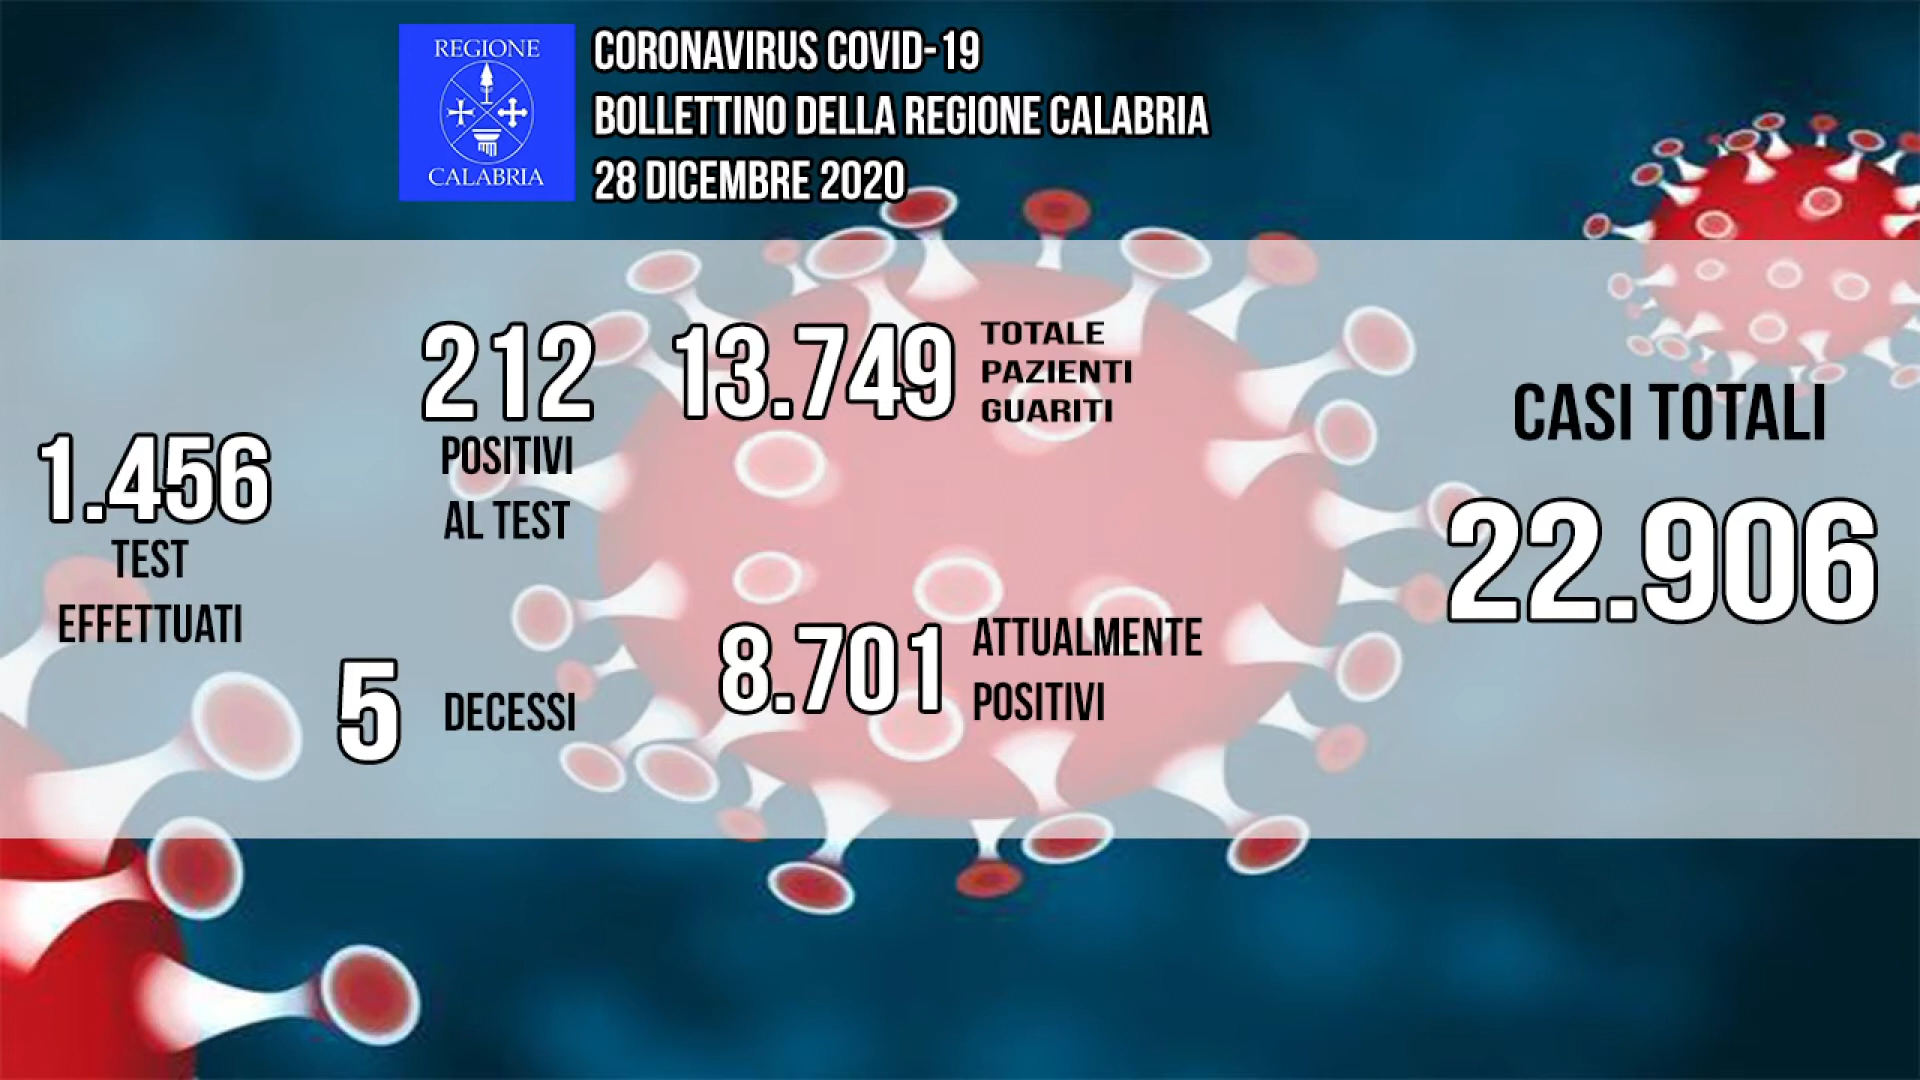 REGIONE
CALABRIA
CORONAVIRUS COVID-19
BOLLETTINO DELLA REGIONE CALABRIA
28 DICEMBRE 2020
1.456
TEST
EFFETTUATI
212
POSITIVI
AL TEST
5 DECESSI
13.749 TOTALE
PAZIENTI
GUARITI
8.701 ATTUALMENTE
POSITIVI
CASI TOTALI
22.906